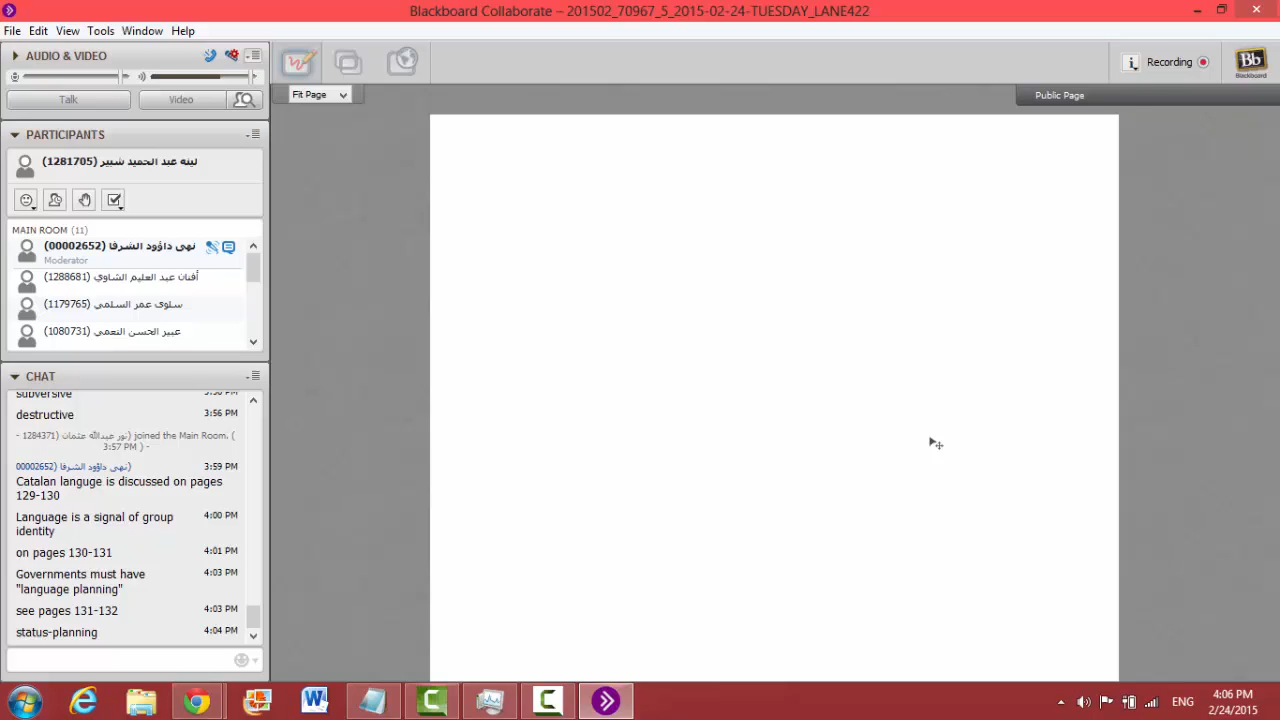 Blackboard Collaborate – 201502_70967_5_2015-02-24-TUESDAY_LANE422
File Edit View Tools Window Help
AUDIO & VIDEO
Talk Video
PARTICIPANTS
لينه عبد الحميد شبير (1281705)
MAIN ROOM (11)
نهى داؤود الشرفا (00002652)
Moderator
أفنان عبد العليم الشاوي (1288681)
سلوى عمر السلمي (1179765)
عبير الحسن النعمي (1080731)
CHAT
subversive
destructive 3:56 PM
- نور عبدالله عثمان (1284371) joined the Main Room. (
3:57 PM ) -
نهى داؤود الشرفا (00002652) 3:59 PM
Catalan languge is discussed on pages
129-130
Language is a signal of group 4:00 PM
identity
on pages 130-131 4:01 PM
Governments must have 4:03 PM
"language planning"
see pages 131-132 4:03 PM
status-planning 4:04 PM
Fit Page
Public Page
Recording
Bb
Blackboard
ENG
4:06 PM
2/24/2015